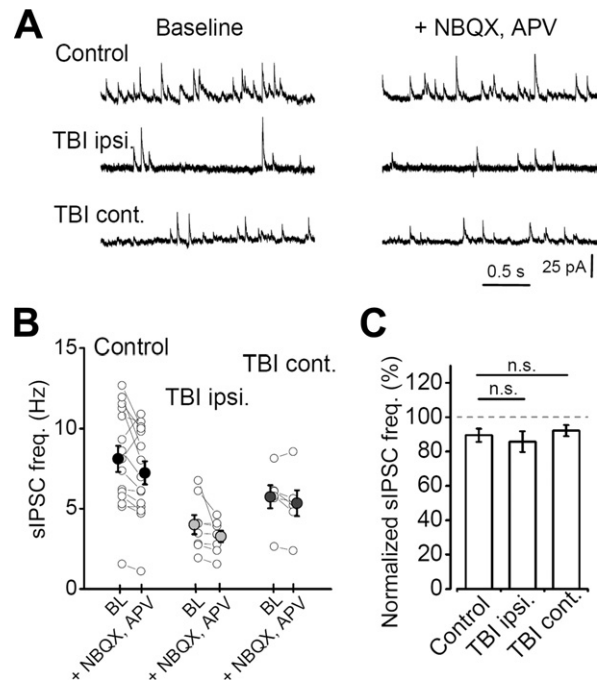 A
Baseline
+ NBQX, APV
Control
TBI ipsi.
TBI cont.
0.5 s
25 pA
B
sIPSC freq. (Hz)
15
10
5
0
Control
TBI ipsi.
TBI cont.
BL
+ NBQX, APV
BL
+ NBQX, APV
BL
+ NBQX, APV
C
Normalized sIPSC freq. (%)
120
100
80
60
40
20
0
n.s.
n.s.
Control
TBI ipsi.
TBI cont.